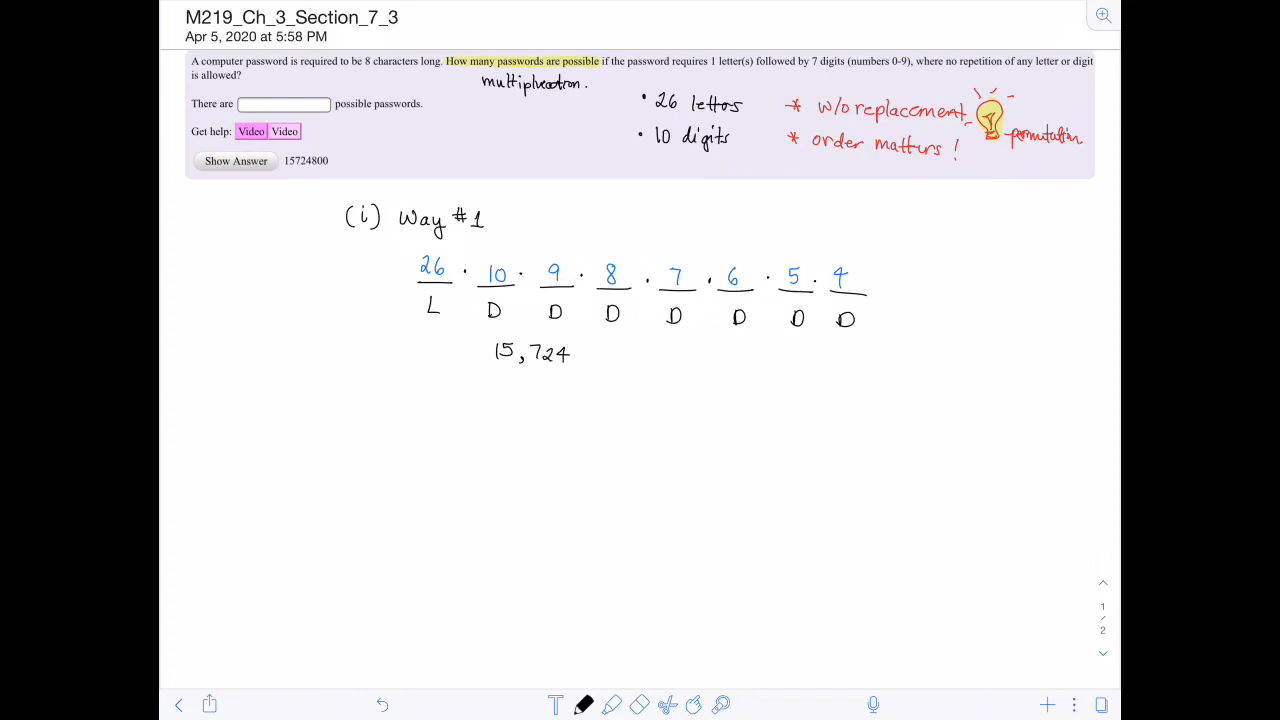 M219_Ch_3_Section_7_3
Apr 5, 2020 at 5:58 PM
A computer password is required to be 8 characters long. How many passwords are possible if the password requires 1 letter(s) followed by 7 digits (numbers 0-9), where no repetition of any letter or digit
is allowed?
multiplication.
There are possible passwords.
• 26 letters
* w/o replacement
• 10 digits
* order matters !
permutation
Get help: Video Video
Show Answer 15724800
(i) Way #1
26 · 10 · 9 · 8 · 7 · 6 · 5 · 4
L D D D D D D D
15,724
1
2
T